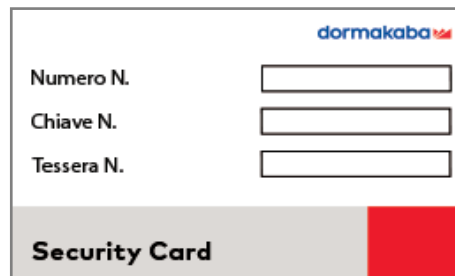 dormakaba
Numero N.
Chiave N.
Tessera N.
Security Card